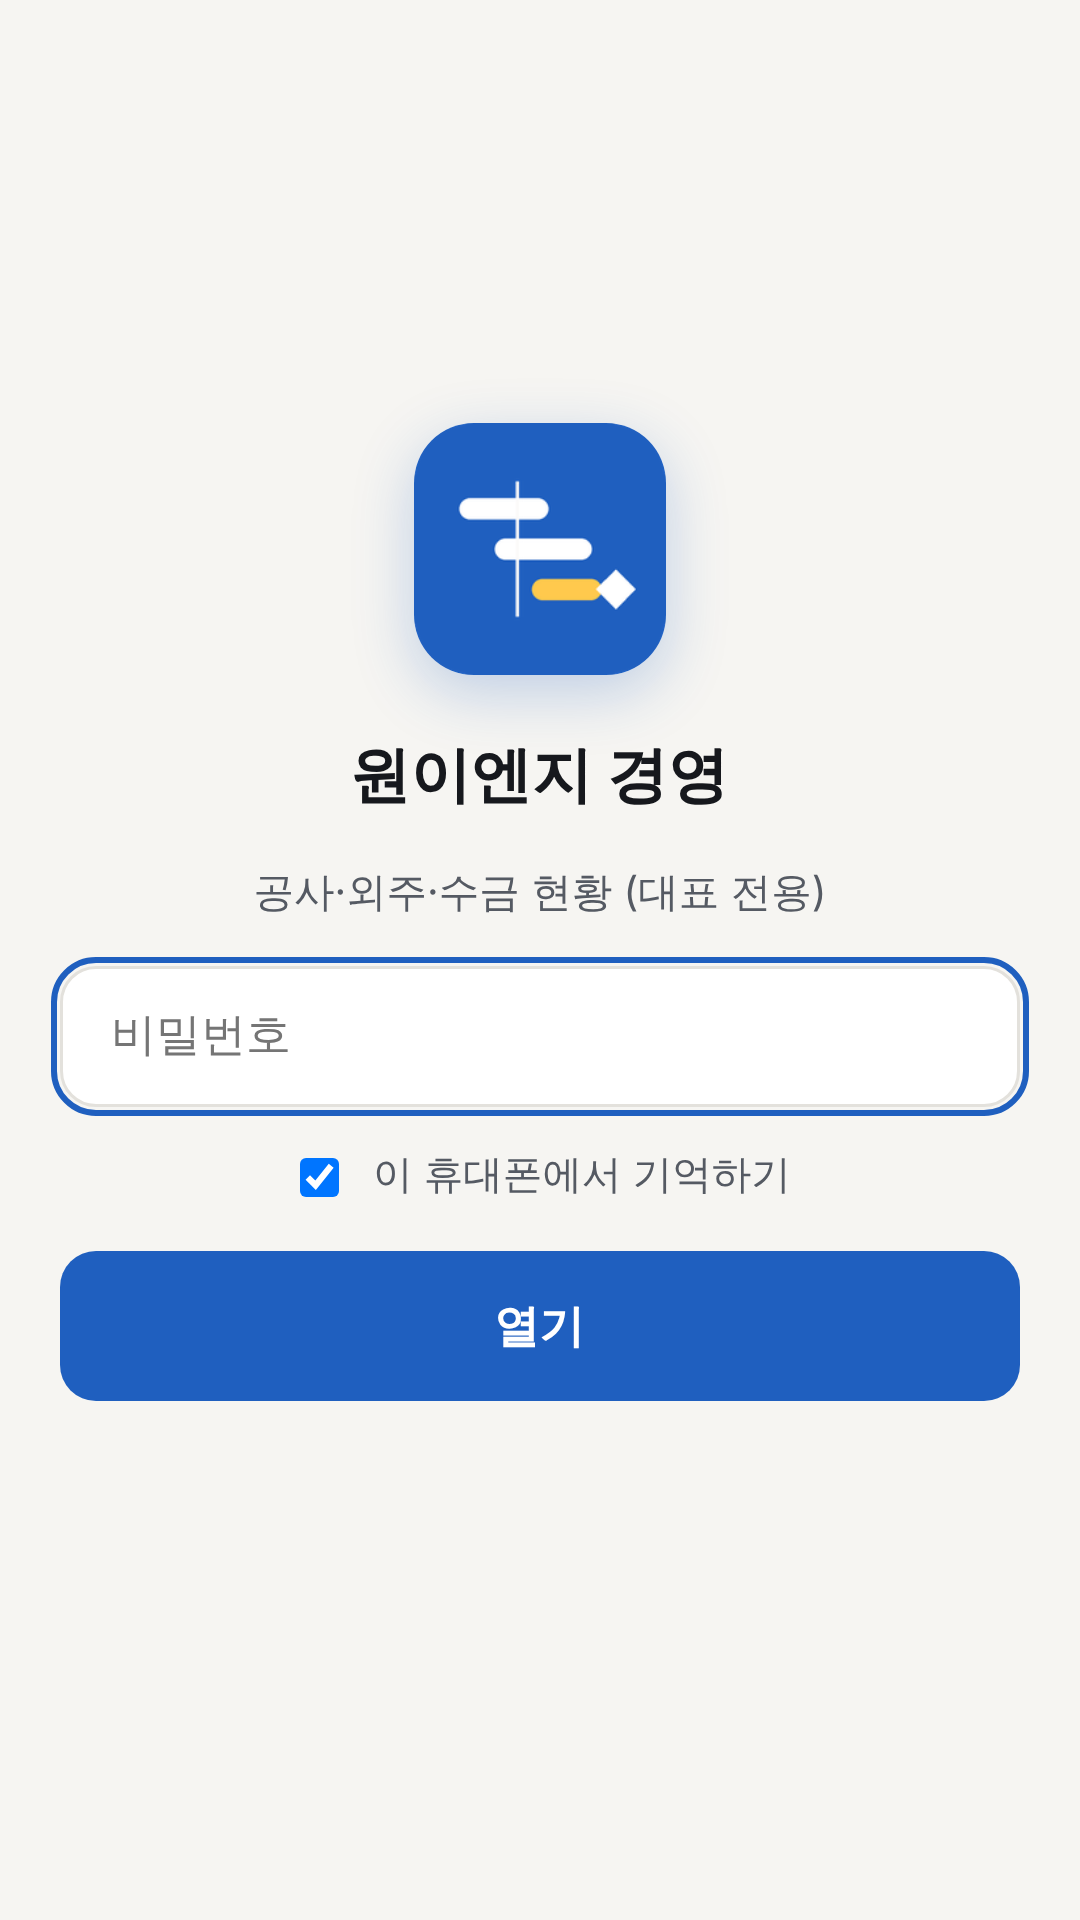 원이엔지 경영
공사·외주·수금 현황 (대표 전용)
비밀번호
이 휴대폰에서 기억하기
열기